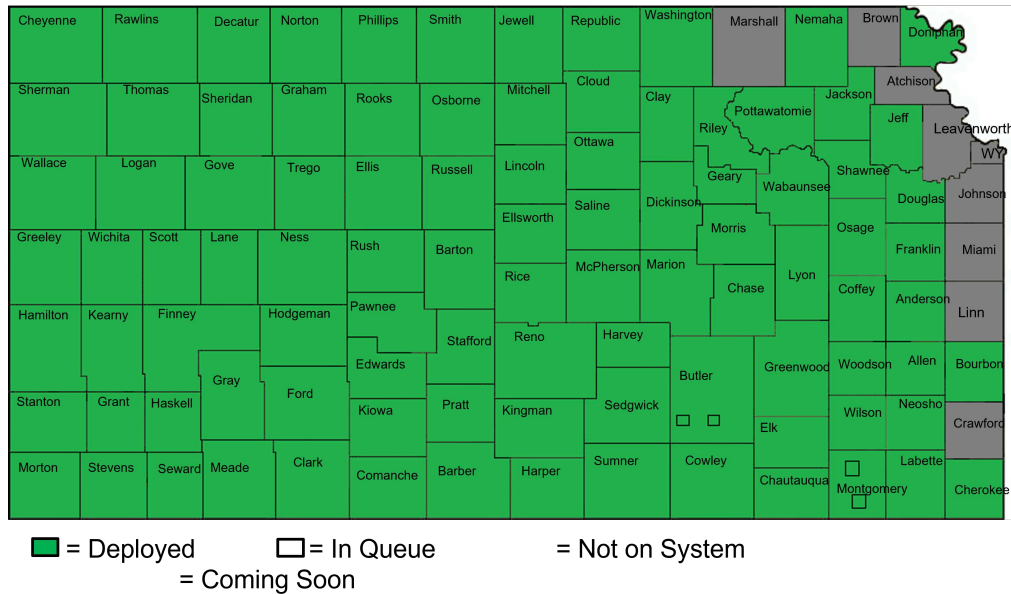 Cheyenne Rawlins Decatur Norton Phillips Smith Jewell Republic Washington Marshall Nemaha Brown Doniphan
Sherman Thomas Sheridan Graham Rooks Osborne Mitchell Cloud Clay Riley Pottawatomie Jackson Atchison
Jeff Leavenworth
Ottawa
WY
Wallace Logan Gove Trego Ellis Russell Lincoln Geary Wabaunsee Shawnee
Saline Dickinson Douglas Johnson
Ellsworth
Morris Osage
Greeley Wichita Scott Lane Ness Rush Barton Franklin Miami
Rice McPherson Marion Chase Lyon Coffey Anderson
Hamilton Kearny Finney Hodgeman Pawnee Linn
Stafford Reno Harvey
Edwards Butler Greenwood Woodson Allen Bourbon
Gray Ford
Stanton Grant Haskell Kiowa Pratt Kingman Sedgwick Wilson Neosho
Elk Crawford
Morton Stevens Seward Meade Clark Comanche Barber Harper Sumner Cowley Chautauqua Montgomery Labette Cherokee
= Deployed = In Queue = Not on System
= Coming Soon